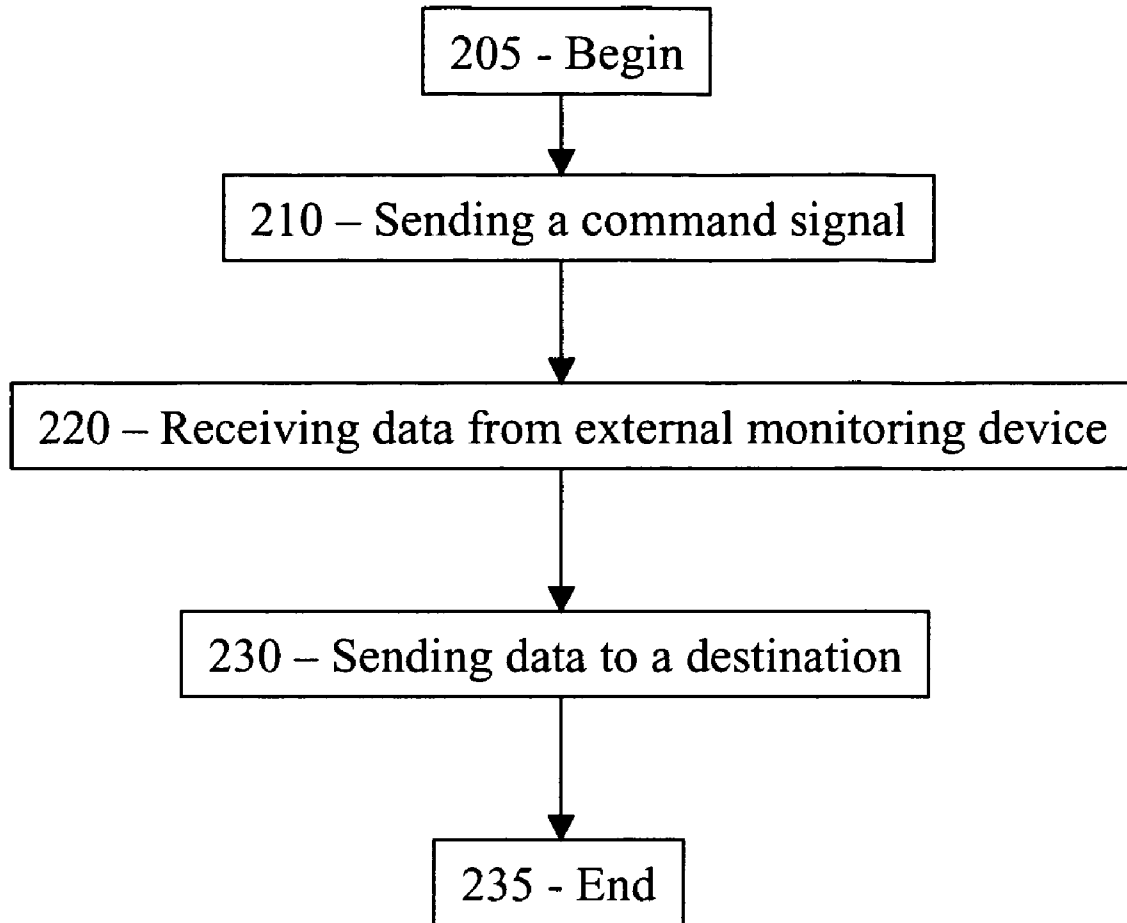 205 - Begin
210 – Sending a command signal
220 – Receiving data from external monitoring device
230 – Sending data to a destination
235 - End